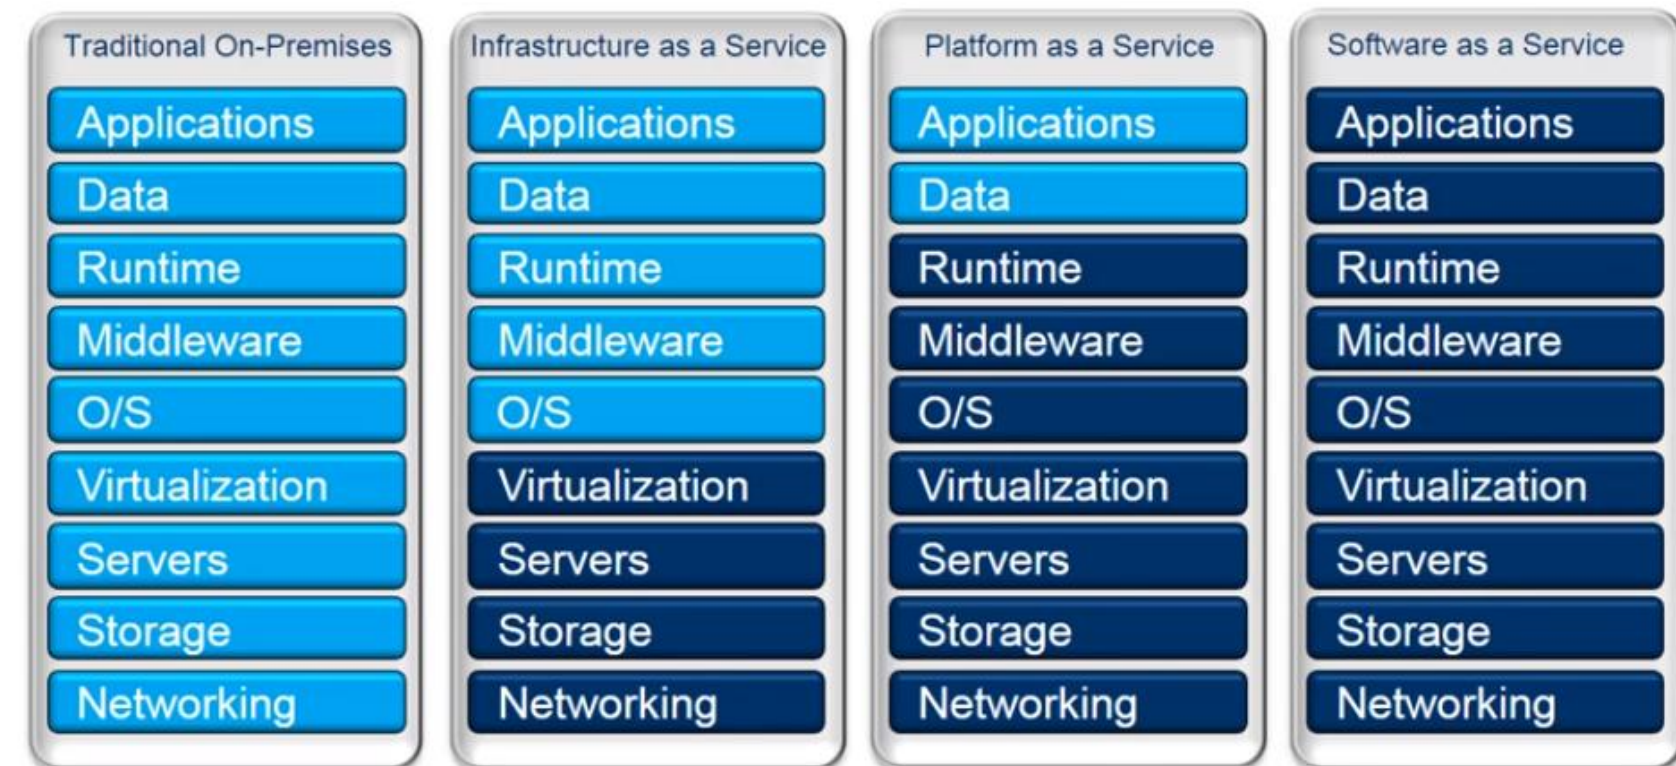 Traditional On-Premises
Applications
Data
Runtime
Middleware
O/S
Virtualization
Servers
Storage
Networking
Infrastructure as a Service
Applications
Data
Runtime
Middleware
O/S
Virtualization
Servers
Storage
Networking
Platform as a Service
Applications
Data
Runtime
Middleware
O/S
Virtualization
Servers
Storage
Networking
Software as a Service
Applications
Data
Runtime
Middleware
O/S
Virtualization
Servers
Storage
Networking